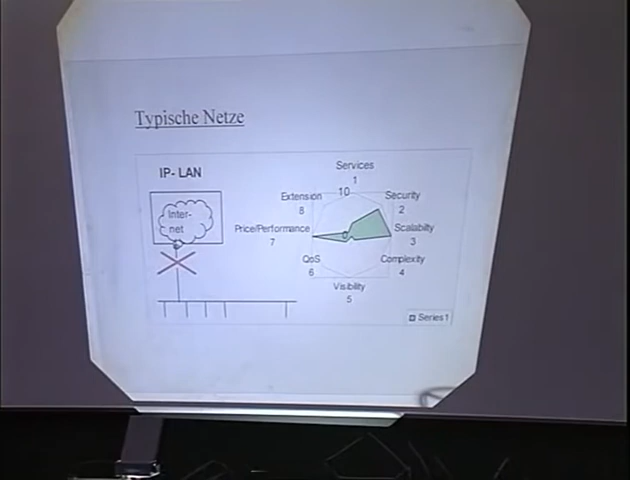 Typische Netze
IP- LAN
Inter-
net
Services
1
10
Extension
8
Security
2
Price/Performance
7
0
Scalabilty
3
QoS
6
Complexity
4
Visibility
5
Series1